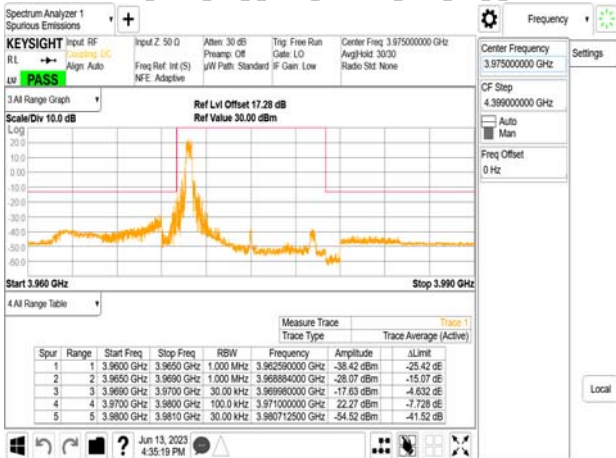 Spectrum Analyzer 1
Spurious Emissions
Frequency
KEYSIGHT
RL
LV PASS
Input: RF
Coupling: DC
Align: Auto
Input Z: 50 Ω
Freq Ref: Int (S)
NFE: Adaptive
Atten: 30 dB
Preamp: Off
µW Path: Standard
Trig: Free Run
Gate: LO
IF Gain: Low
Center Freq: 3.975000000 GHz
Avg|Hold: 30/30
Radio Std: None
Center Frequency
3.975000000 GHz
Settings
CF Step
4.399000000 GHz
Auto
Man
Freq Offset
0 Hz
Local
3 All Range Graph
Scale/Div 10.0 dB
Ref Lvl Offset 17.28 dB
Ref Value 30.00 dBm
Log
20.0
10.0
0.00
-10.0
-20.0
-30.0
-40.0
-50.0
-60.0
Start 3.960 GHz
Stop 3.990 GHz
4 All Range Table
Measure Trace Trace 1
Trace Type Trace Average (Active)
Spur Range Start Freq Stop Freq RBW Frequency Amplitude ΔLimit
1 1 3.9600 GHz 3.9650 GHz 1.000 MHz 3.962590000 GHz -38.42 dBm -25.42 dB
2 2 3.9650 GHz 3.9690 GHz 1.000 MHz 3.968884000 GHz -28.07 dBm -15.07 dB
3 3 3.9690 GHz 3.9700 GHz 30.00 kHz 3.969980000 GHz -17.63 dBm -4.632 dB
4 4 3.9700 GHz 3.9800 GHz 100.0 kHz 3.971000000 GHz 22.27 dBm -7.728 dB
5 5 3.9800 GHz 3.9810 GHz 30.00 kHz 3.980712500 GHz -54.52 dBm -41.52 dB
Jun 13, 2023
4:35:19 PM